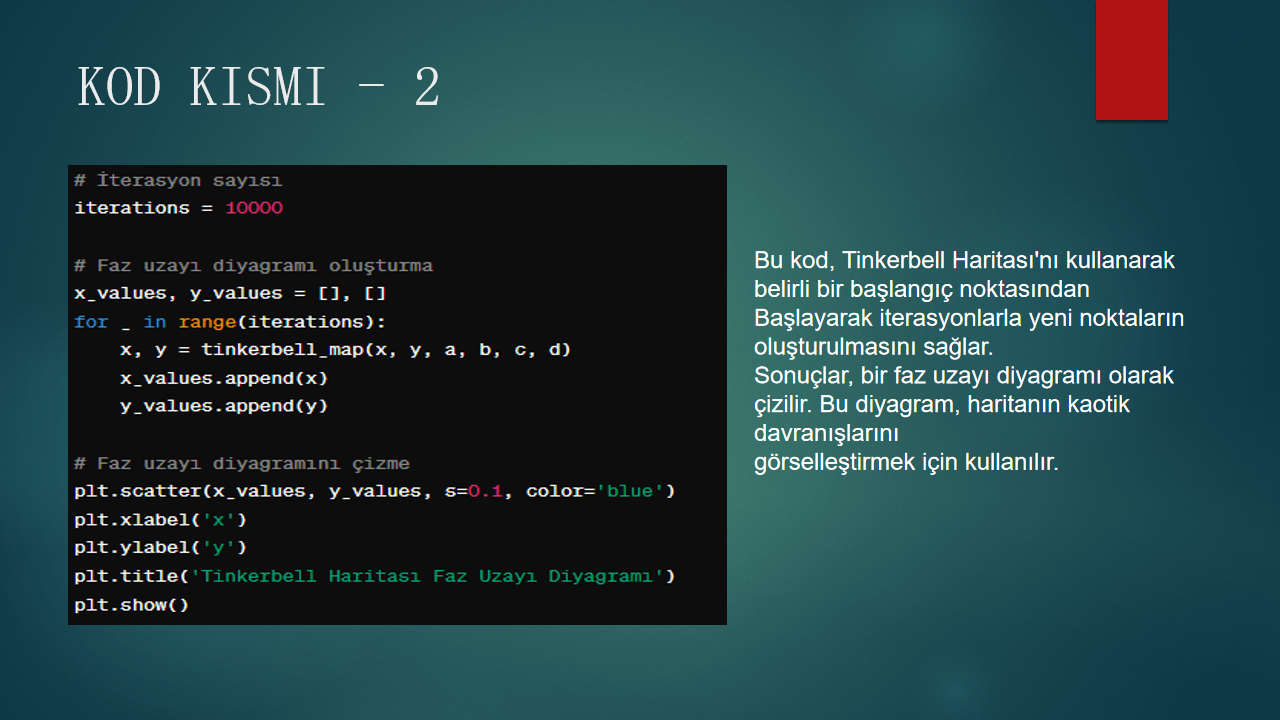 KOD KISMI - 2
# İterasyon sayısı
iterations = 10000
# Faz uzayı diyagramı oluşturma
x_values, y_values = [], []
for _ in range(iterations):
    x, y = tinkerbell_map(x, y, a, b, c, d)
    x_values.append(x)
    y_values.append(y)
# Faz uzayı diyagramını çizme
plt.scatter(x_values, y_values, s=0.1, color='blue')
plt.xlabel('x')
plt.ylabel('y')
plt.title('Tinkerbell Haritası Faz Uzayı Diyagramı')
plt.show()
Bu kod, Tinkerbell Haritası'nı kullanarak
belirli bir başlangıç noktasından
Başlayarak iterasyonlarla yeni noktaların
oluşturulmasını sağlar.
Sonuçlar, bir faz uzayı diyagramı olarak
çizilir. Bu diyagram, haritanın kaotik
davranışlarını
görselleştirmek için kullanılır.